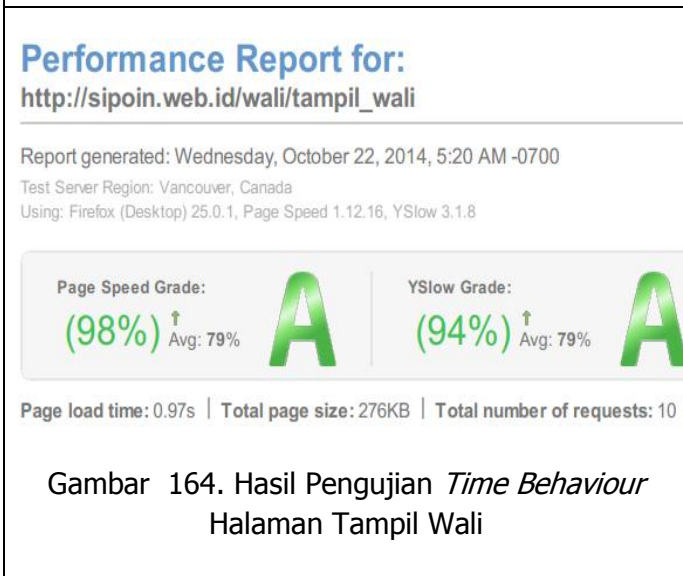 Performance Report for:
http://sipoin.web.id/wali/tampil_wali
Report generated: Wednesday, October 22, 2014, 5:20 AM -0700
Test Server Region: Vancouver, Canada
Using: Firefox (Desktop) 25.0.1, Page Speed 1.12.16, YSlow 3.1.8
Page Speed Grade:
(98%) ↑ Avg: 79% A
YSlow Grade:
(94%) ↑ Avg: 79% A
Page load time: 0.97s | Total page size: 276KB | Total number of requests: 10
Gambar 164. Hasil Pengujian Time Behaviour
Halaman Tampil Wali